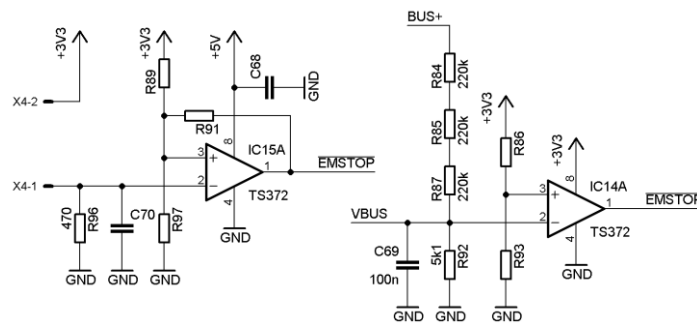 BUS+
+3V3
+3V3
+5V
R89
C68
GND
R84
220k
X4-2
R91
R85
220k
+3V3
R86
+3V3
8
3
+
IC15A
1
EMSTOP
R87
220k
8
X4-1
2
-
TS372
3
+
IC14A
1
EMSTOP
VBUS
2
-
TS372
470
R96
C70
R97
4
GND
C69
100n
5k1
R92
R93
4
GND
GND
GND
GND
GND
GND
GND